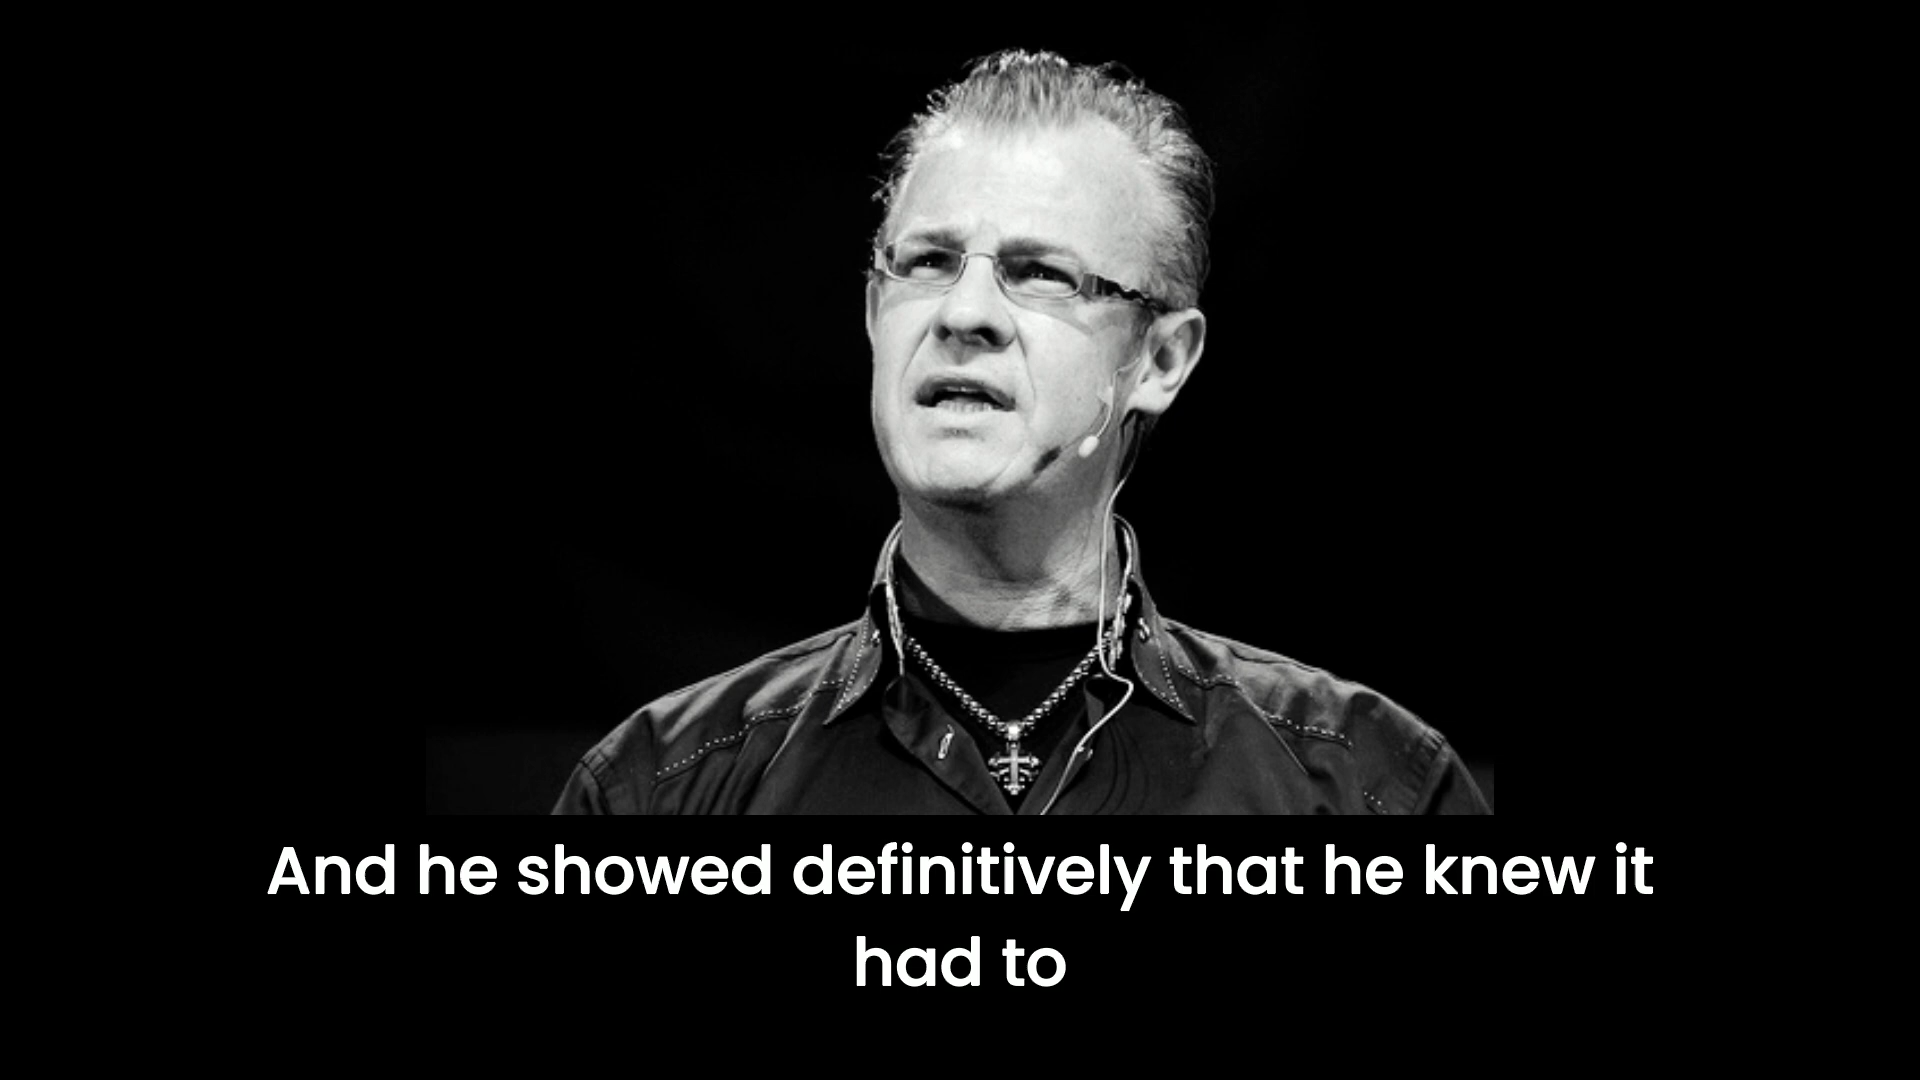 And he showed definitively that he knew it
had to